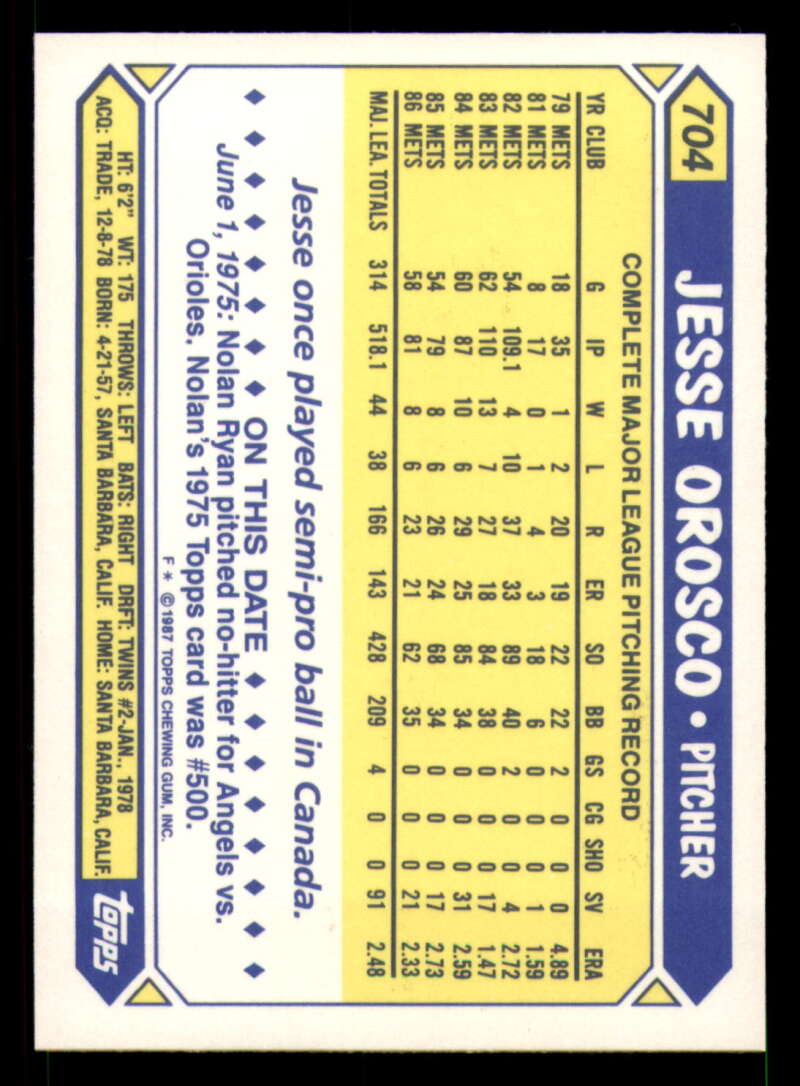 704 JESSE OROSCO • PITCHER
COMPLETE MAJOR LEAGUE PITCHING RECORD
YR CLUB G IP W L R ER SO BB GS CG SHO SV ERA
79 METS 18 35 1 2 20 19 22 22 2 0 0 0 4.89
81 METS 8 17 0 1 4 3 18 6 0 0 0 1 1.59
82 METS 54 109.1 4 10 37 33 89 40 2 0 0 4 2.72
83 METS 62 110 13 7 27 18 84 38 0 0 0 17 1.47
84 METS 60 87 10 6 29 25 85 34 0 0 0 31 2.59
85 METS 54 79 8 6 26 24 68 34 0 0 0 17 2.73
86 METS 58 81 8 6 23 21 62 35 0 0 0 21 2.33
MAJ. LEA. TOTALS 314 518.1 44 38 166 143 428 209 4 0 0 91 2.48
Jesse once played semi-pro ball in Canada.
♦ ♦ ♦ ♦ ♦ ♦ ♦ ♦ ON THIS DATE ♦ ♦ ♦ ♦ ♦ ♦ ♦ ♦
June 1, 1975: Nolan Ryan pitched no-hitter for Angels vs.
Orioles. Nolan's 1975 Topps card was #500.
F * © 1987 TOPPS CHEWING GUM, INC.
HT: 6'2" WT: 175 THROWS: LEFT BATS: RIGHT DRFT: TWINS #2-JAN., 1978
ACQ: TRADE, 12-8-78 BORN: 4-21-57, SANTA BARBARA, CALIF. HOME: SANTA BARBARA, CALIF.
topps